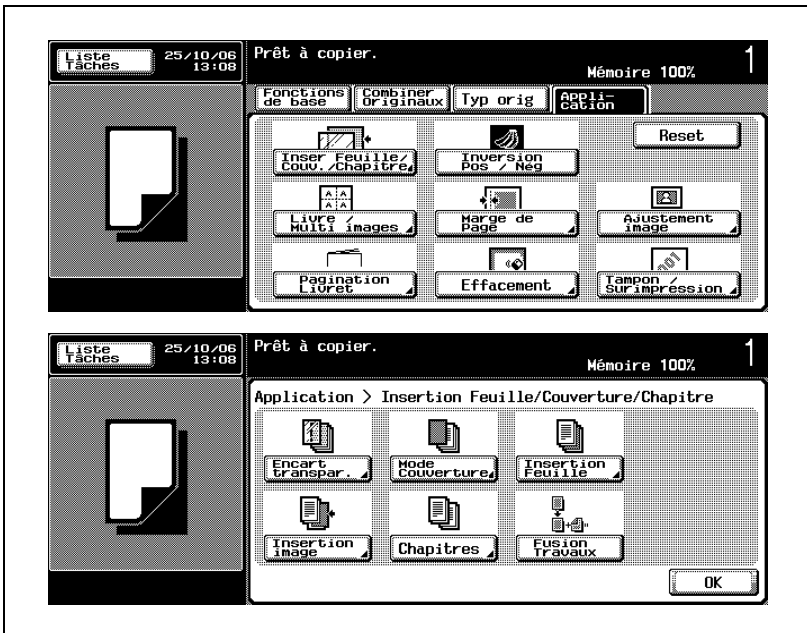 Liste
Tâches
25/10/06
13:08
Prêt à copier.
Mémoire 100%
1
Fonctions
de base
Combiner
Originaux
Typ orig
Appli-
cation
Inser Feuille/
Couv./Chapitre
Inversion
Pos / Nég
Reset
Livre /
Multi images
Marge de
Page
Ajustement
image
Pagination
Livret
Effacement
Tampon /
Surimpression
Liste
Tâches
25/10/06
13:08
Prêt à copier.
Mémoire 100%
1
Application > Insertion Feuille/Couverture/Chapitre
Encart
transpar.
Mode
Couverture
Insertion
Feuille
Insertion
image
Chapitres
Fusion
Travaux
OK